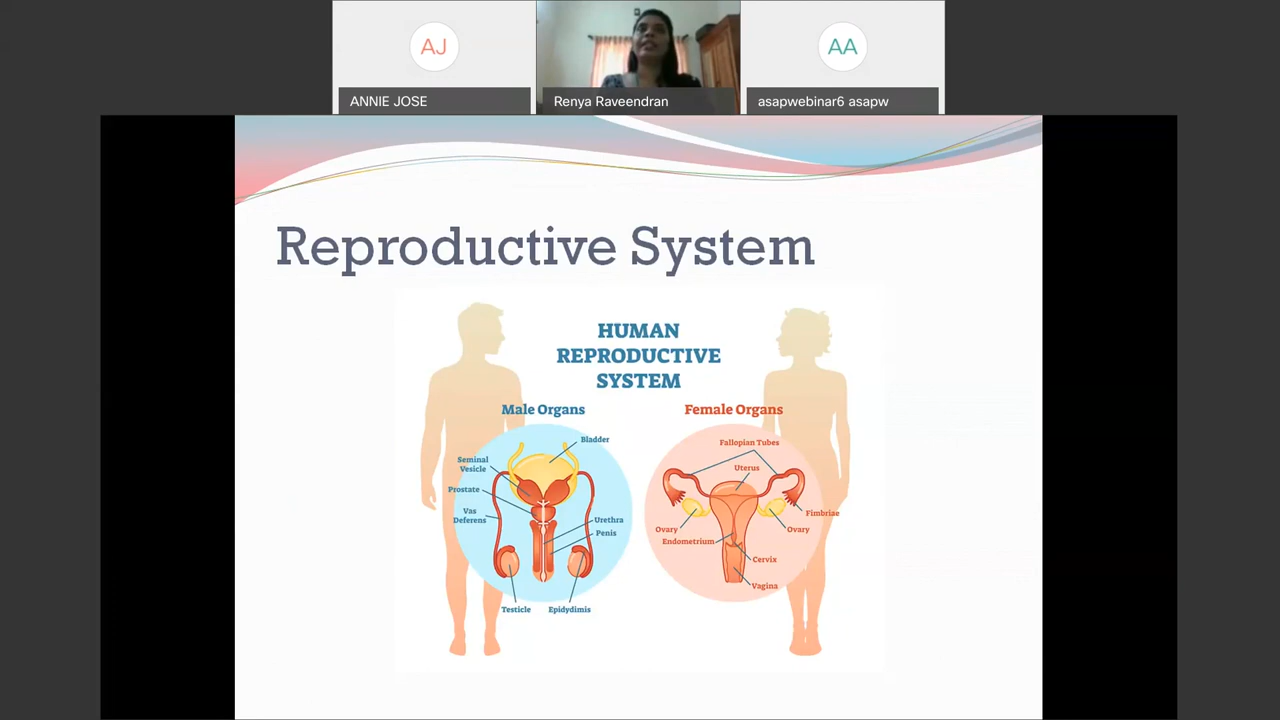 AJ
AA
ANNIE JOSE
Renya Raveendran
asapwebinar6 asapw
Reproductive System
HUMAN
REPRODUCTIVE
SYSTEM
Male Organs
Bladder
Seminal
Vesicle
Prostate
Vas
Deferens
Urethra
Penis
Testicle
Epidydimis
Female Organs
Fallopian Tubes
Uterus
Fimbriae
Ovary
Ovary
Endometrium
Cervix
Vagina